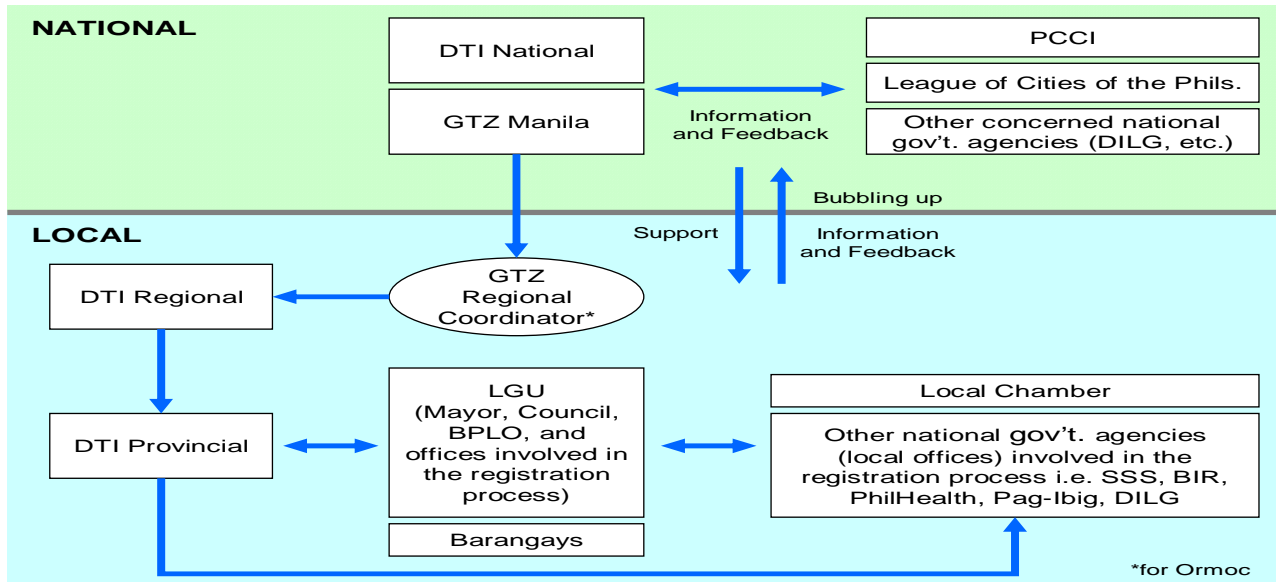 NATIONAL
DTI National
GTZ Manila
Information
and Feedback
PCCI
League of Cities of the Phils.
Other concerned national
gov't. agencies (DILG, etc.)
Bubbling up
LOCAL
Support
Information
and Feedback
DTI Regional
GTZ
Regional
Coordinator*
DTI Provincial
LGU
(Mayor, Council,
BPLO, and
offices involved in
the registration
process)
Barangays
Local Chamber
Other national gov't. agencies
(local offices) involved in the
registration process i.e. SSS, BIR,
PhilHealth, Pag-Ibig, DILG
*for Ormoc